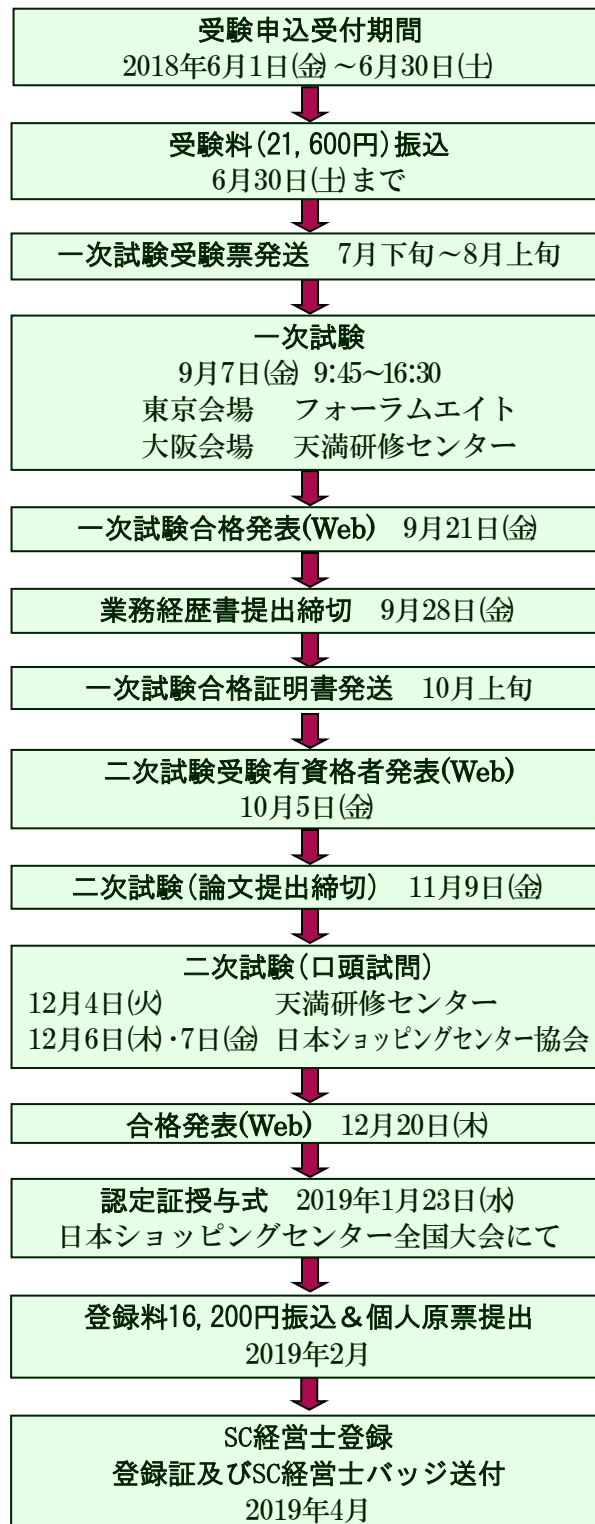 受験申込受付期間
2018年6月1日(金)～6月30日(土)
受験料(21,600円)振込
6月30日(土)まで
一次試験受験票発送　7月下旬～8月上旬
一次試験
9月7日(金) 9:45~16:30
東京会場　フォーラムエイト
大阪会場　天満研修センター
一次試験合格発表(Web)　9月21日(金)
業務経歴書提出締切　9月28日(金)
一次試験合格証明書発送　10月上旬
二次試験受験有資格者発表(Web)
10月5日(金)
二次試験(論文提出締切)　11月9日(金)
二次試験(口頭試問)
12月4日(火)　天満研修センター
12月6日(木)・7日(金) 日本ショッピングセンター協会
合格発表(Web)　12月20日(木)
認定証授与式　2019年1月23日(水)
日本ショッピングセンター全国大会にて
登録料16,200円振込＆個人原票提出
2019年2月
SC経営士登録
登録証及びSC経営士バッジ送付
2019年4月